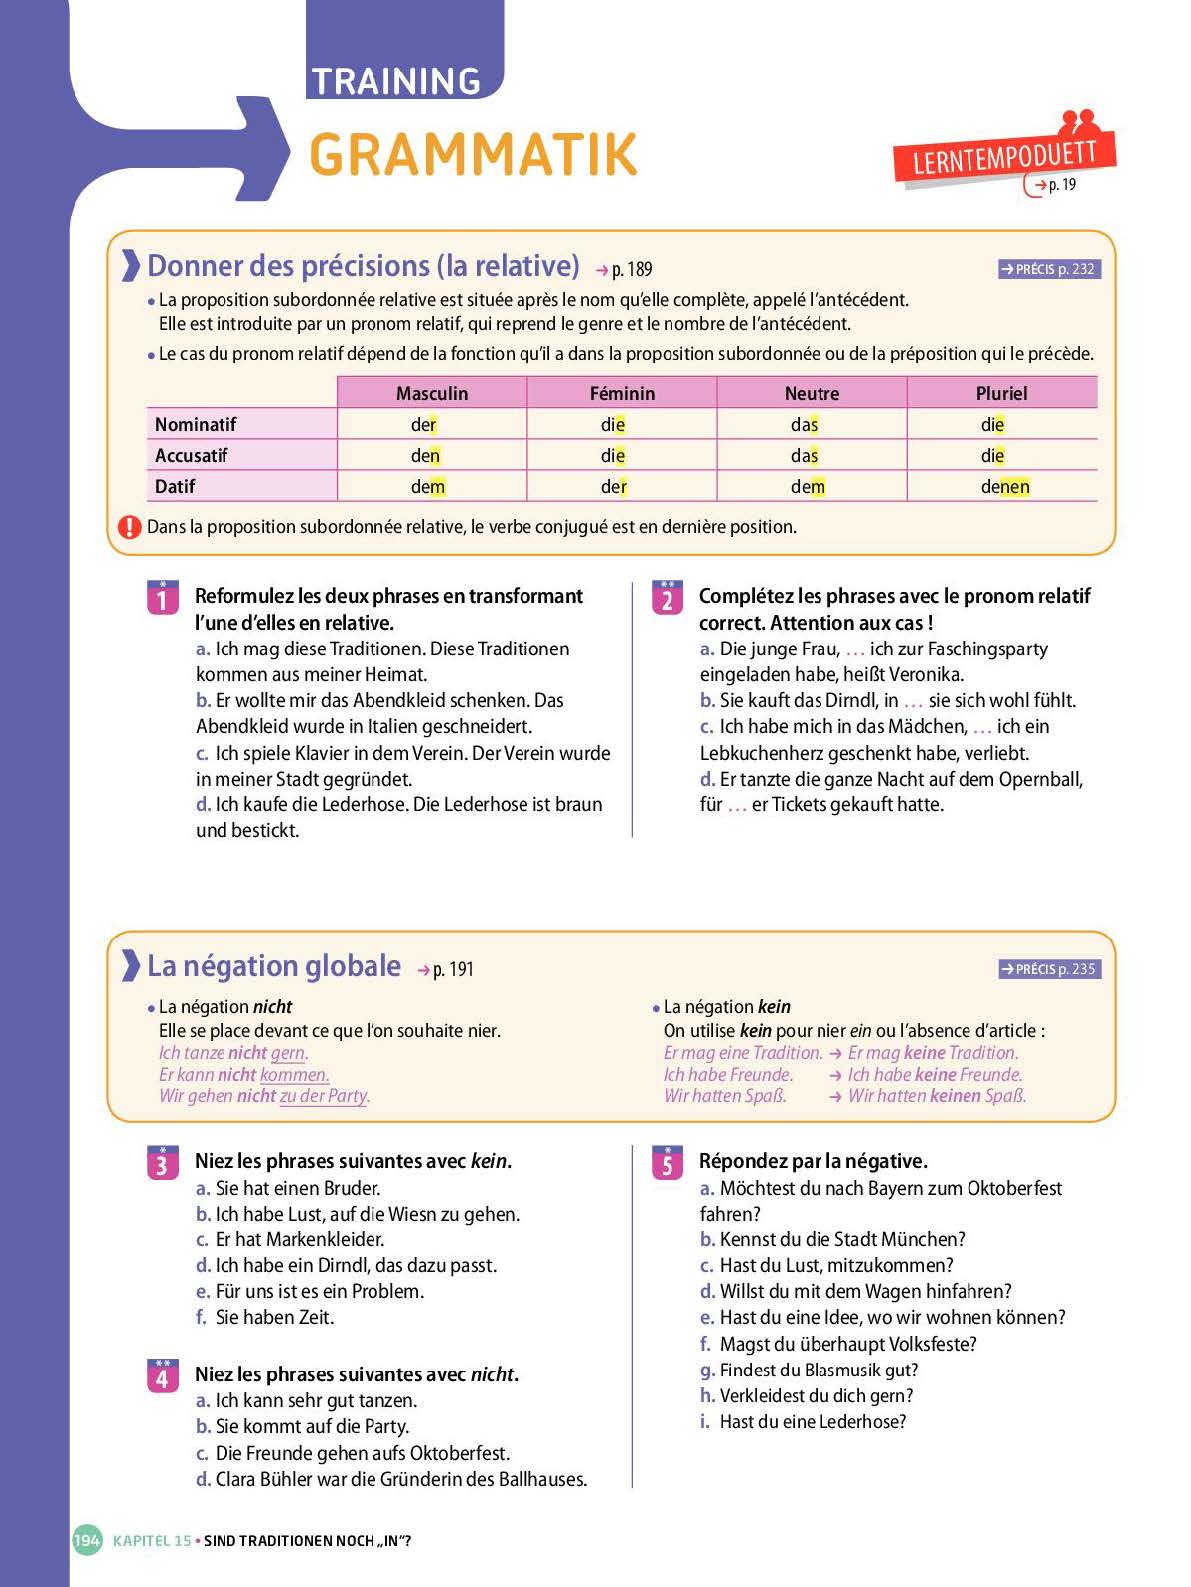 TRAINING
GRAMMATIK
LERNTEMPODUETT
→ p. 19
Donner des précisions (la relative) → p. 189
→ PRÉCIS p. 232
• La proposition subordonnée relative est située après le nom qu'elle complète, appelé l'antécédent.
Elle est introduite par un pronom relatif, qui reprend le genre et le nombre de l'antécédent.
• Le cas du pronom relatif dépend de la fonction qu'il a dans la proposition subordonnée ou de la préposition qui le précède.
Masculin Féminin Neutre Pluriel
Nominatif der die das die
Accusatif den die das die
Datif dem der dem denen
! Dans la proposition subordonnée relative, le verbe conjugué est en dernière position.
*
1 Reformulez les deux phrases en transformant
l'une d'elles en relative.
a. Ich mag diese Traditionen. Diese Traditionen
kommen aus meiner Heimat.
b. Er wollte mir das Abendkleid schenken. Das
Abendkleid wurde in Italien geschneidert.
c. Ich spiele Klavier in dem Verein. Der Verein wurde
in meiner Stadt gegründet.
d. Ich kaufe die Lederhose. Die Lederhose ist braun
und bestickt.
**
2 Complétez les phrases avec le pronom relatif
correct. Attention aux cas !
a. Die junge Frau, … ich zur Faschingsparty
eingeladen habe, heißt Veronika.
b. Sie kauft das Dirndl, in … sie sich wohl fühlt.
c. Ich habe mich in das Mädchen, … ich ein
Lebkuchenherz geschenkt habe, verliebt.
d. Er tanzte die ganze Nacht auf dem Opernball,
für … er Tickets gekauft hatte.
La négation globale → p. 191
→ PRÉCIS p. 235
• La négation nicht
Elle se place devant ce que l'on souhaite nier.
Ich tanze nicht gern.
Er kann nicht kommen.
Wir gehen nicht zu der Party.
• La négation kein
On utilise kein pour nier ein ou l'absence d'article :
Er mag eine Tradition. → Er mag keine Tradition.
Ich habe Freunde. → Ich habe keine Freunde.
Wir hatten Spaß. → Wir hatten keinen Spaß.
*
3 Niez les phrases suivantes avec kein.
a. Sie hat einen Bruder.
b. Ich habe Lust, auf die Wiesn zu gehen.
c. Er hat Markenkleider.
d. Ich habe ein Dirndl, das dazu passt.
e. Für uns ist es ein Problem.
f. Sie haben Zeit.
**
4 Niez les phrases suivantes avec nicht.
a. Ich kann sehr gut tanzen.
b. Sie kommt auf die Party.
c. Die Freunde gehen aufs Oktoberfest.
d. Clara Bühler war die Gründerin des Ballhauses.
*
5 Répondez par la négative.
a. Möchtest du nach Bayern zum Oktoberfest
fahren?
b. Kennst du die Stadt München?
c. Hast du Lust, mitzukommen?
d. Willst du mit dem Wagen hinfahren?
e. Hast du eine Idee, wo wir wohnen können?
f. Magst du überhaupt Volksfeste?
g. Findest du Blasmusik gut?
h. Verkleidest du dich gern?
i. Hast du eine Lederhose?
194 KAPITEL 15 • SIND TRADITIONEN NOCH „IN"?